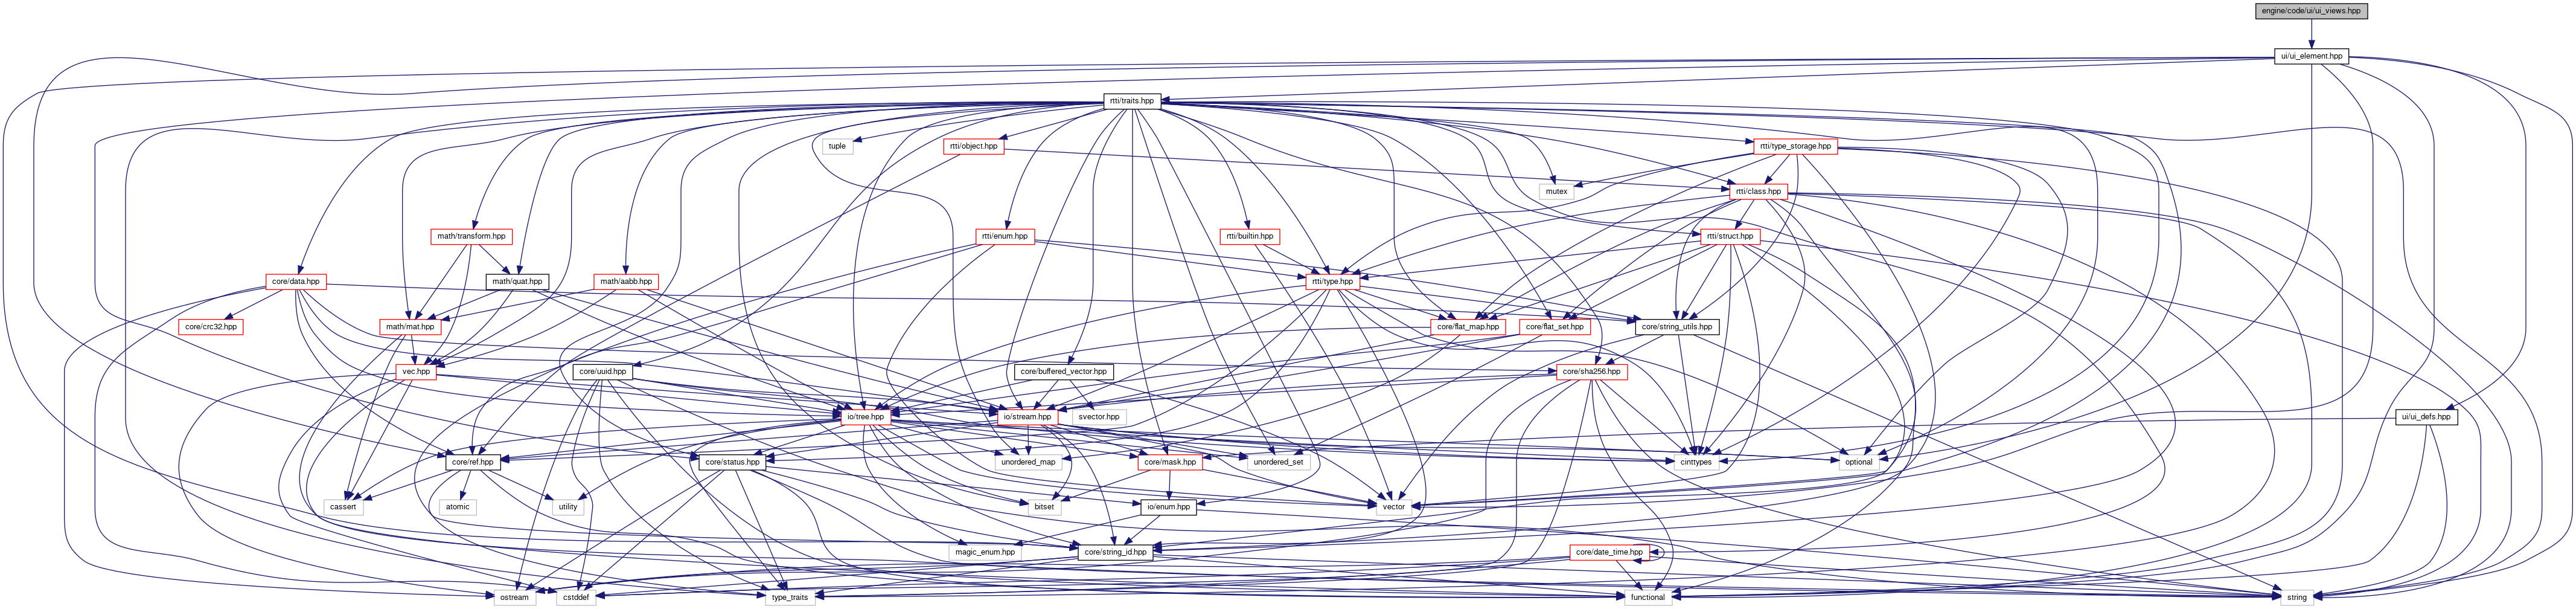 engine/code/ui/ui_views.hpp
ui/ui_element.hpp
rtti/traits.hpp
tuple
rtti/object.hpp
rtti/type_storage.hpp
mutex
rtti/class.hpp
math/transform.hpp
rtti/enum.hpp
rtti/builtin.hpp
rtti/struct.hpp
core/data.hpp
math/quat.hpp
math/aabb.hpp
rtti/type.hpp
core/crc32.hpp
math/mat.hpp
core/flat_map.hpp
core/flat_set.hpp
core/string_utils.hpp
vec.hpp
core/uuid.hpp
core/buffered_vector.hpp
core/sha256.hpp
io/tree.hpp
io/stream.hpp
svector.hpp
ui/ui_defs.hpp
core/ref.hpp
core/status.hpp
unordered_map
core/mask.hpp
unordered_set
cinttypes
optional
cassert
atomic
utility
bitset
io/enum.hpp
vector
magic_enum.hpp
core/string_id.hpp
core/date_time.hpp
ostream
cstddef
type_traits
functional
string